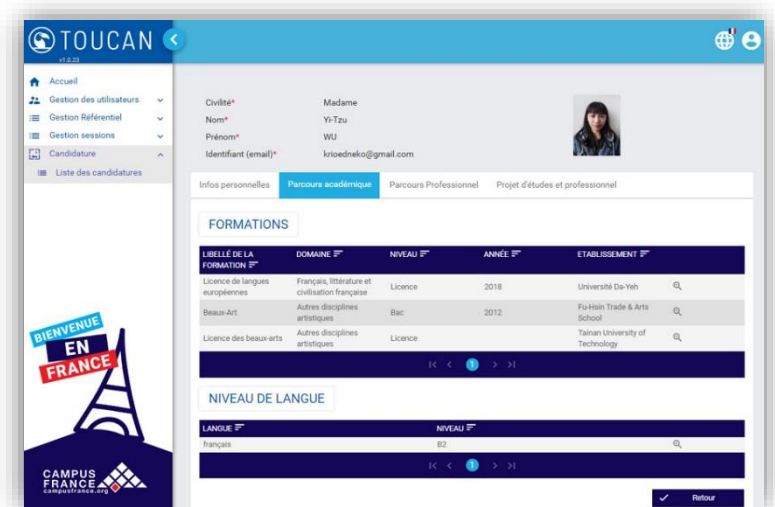 TOUCAN
v1.0.23
Accueil
Gestion des utilisateurs
Gestion Référentiel
Gestion sessions
Candidature
Liste des candidatures
BIENVENUE
EN
FRANCE
CAMPUS
FRANCE
campusfrance.org
Civilité* Madame
Nom* Yi-Tzu
Prénom* WU
Identifiant (email)* krioedneko@gmail.com
Infos personnelles Parcours académique Parcours Professionnel Projet d'études et professionnel
FORMATIONS
LIBELLÉ DE LA FORMATION DOMAINE NIVEAU ANNÉE ETABLISSEMENT
Licence de langues européennes Français, littérature et civilisation française Licence 2018 Université Da-Yeh
Beaux-Art Autres disciplines artistiques Bac 2012 Fu-Hsin Trade & Arts School
Licence des beaux-arts Autres disciplines artistiques Licence Tainan University of Technology
1
NIVEAU DE LANGUE
LANGUE NIVEAU
français B2
1
Retour